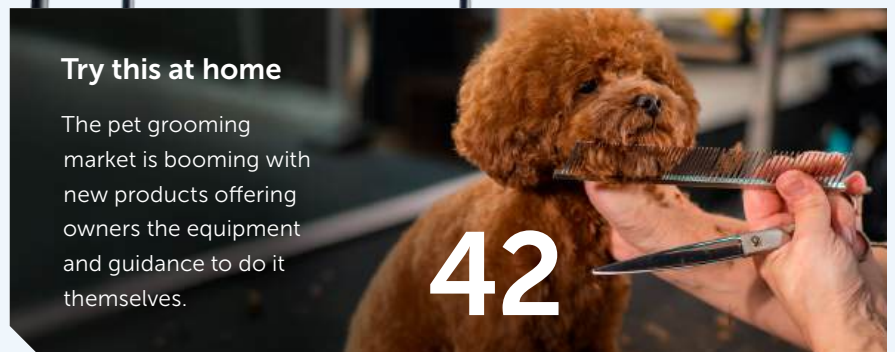 Try this at home
The pet grooming
market is booming with
new products offering
owners the equipment
and guidance to do it
themselves.
42